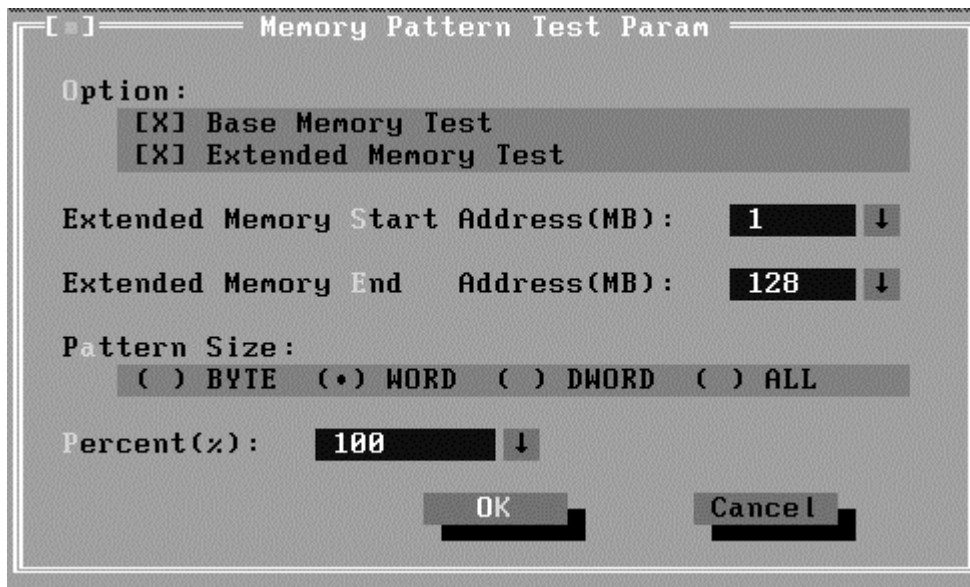 [■] Memory Pattern Test Param
Option:
[X] Base Memory Test
[X] Extended Memory Test
Extended Memory Start Address(MB): 1 ↓
Extended Memory End Address(MB): 128 ↓
Pattern Size:
( ) BYTE (•) WORD ( ) DWORD ( ) ALL
Percent(%): 100 ↓
OK Cancel